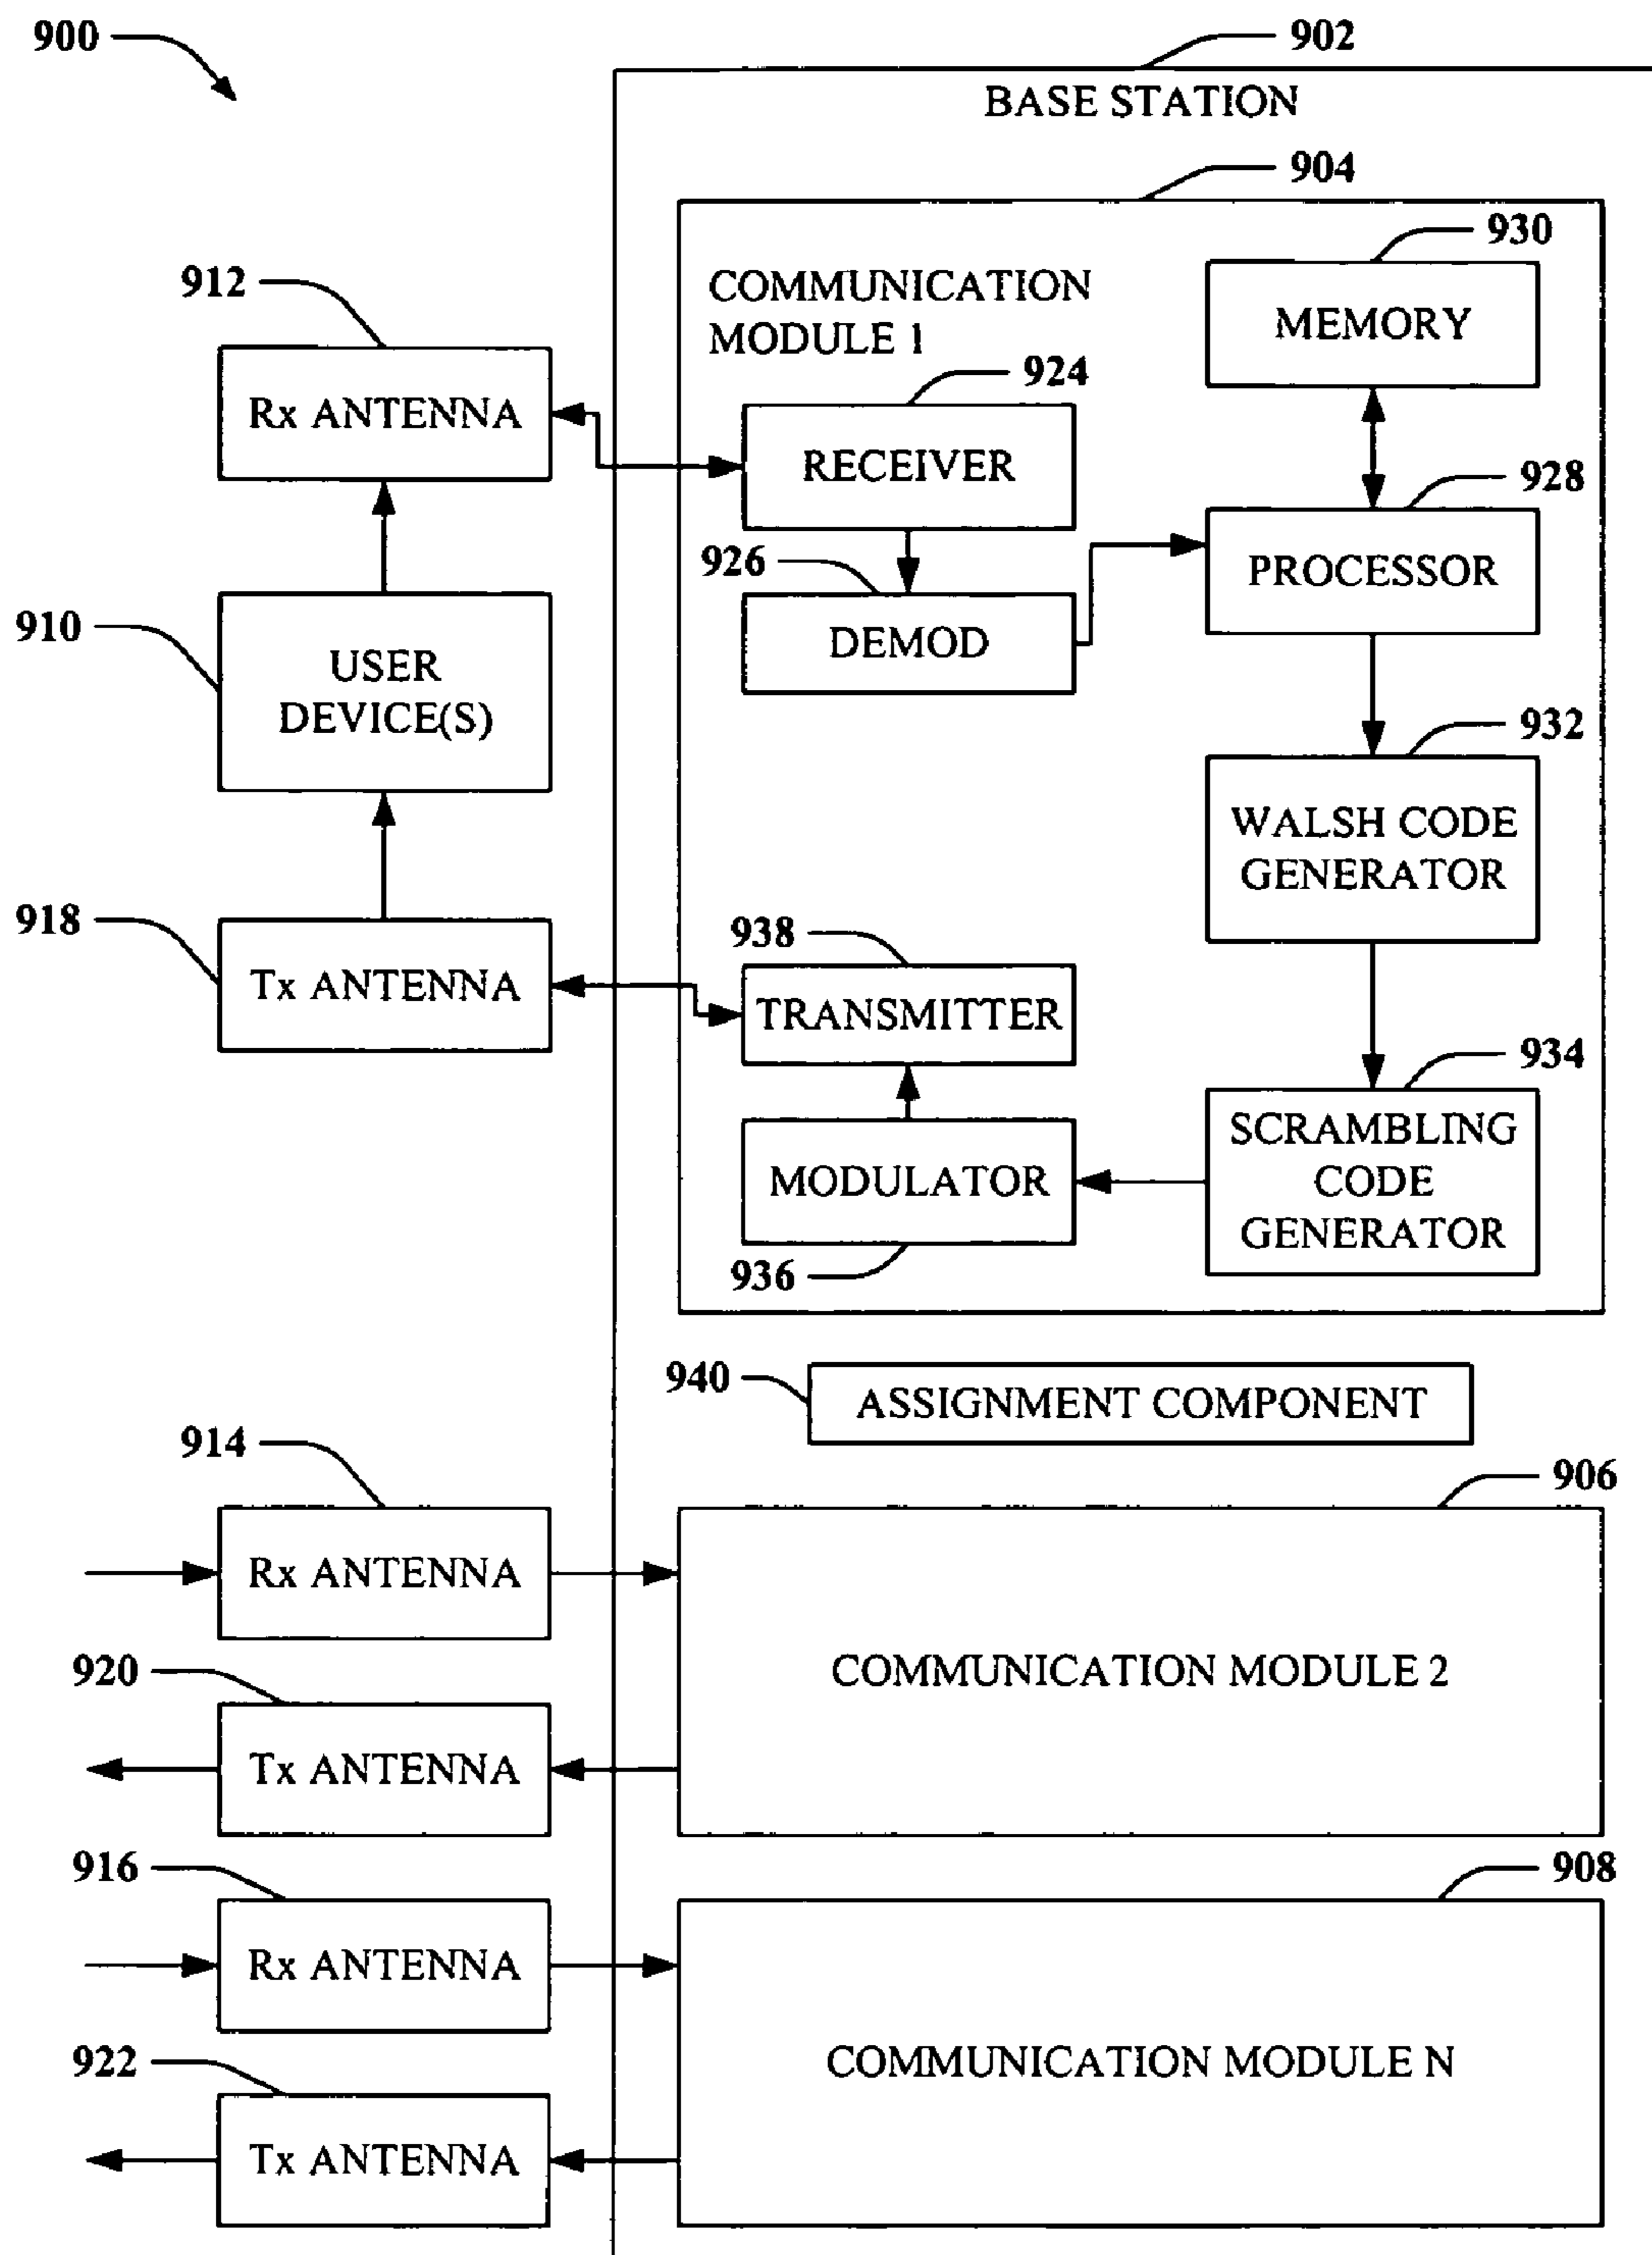 900
902
BASE STATION
904
930
912
COMMUNICATION
MODULE 1
MEMORY
924
Rx ANTENNA
RECEIVER
928
926
PROCESSOR
910
DEMOD
USER
DEVICE(S)
932
WALSH CODE
GENERATOR
918
938
Tx ANTENNA
TRANSMITTER
934
SCRAMBLING
CODE
GENERATOR
MODULATOR
936
940
ASSIGNMENT COMPONENT
914
906
Rx ANTENNA
920
COMMUNICATION MODULE 2
Tx ANTENNA
916
908
Rx ANTENNA
922
COMMUNICATION MODULE N
Tx ANTENNA